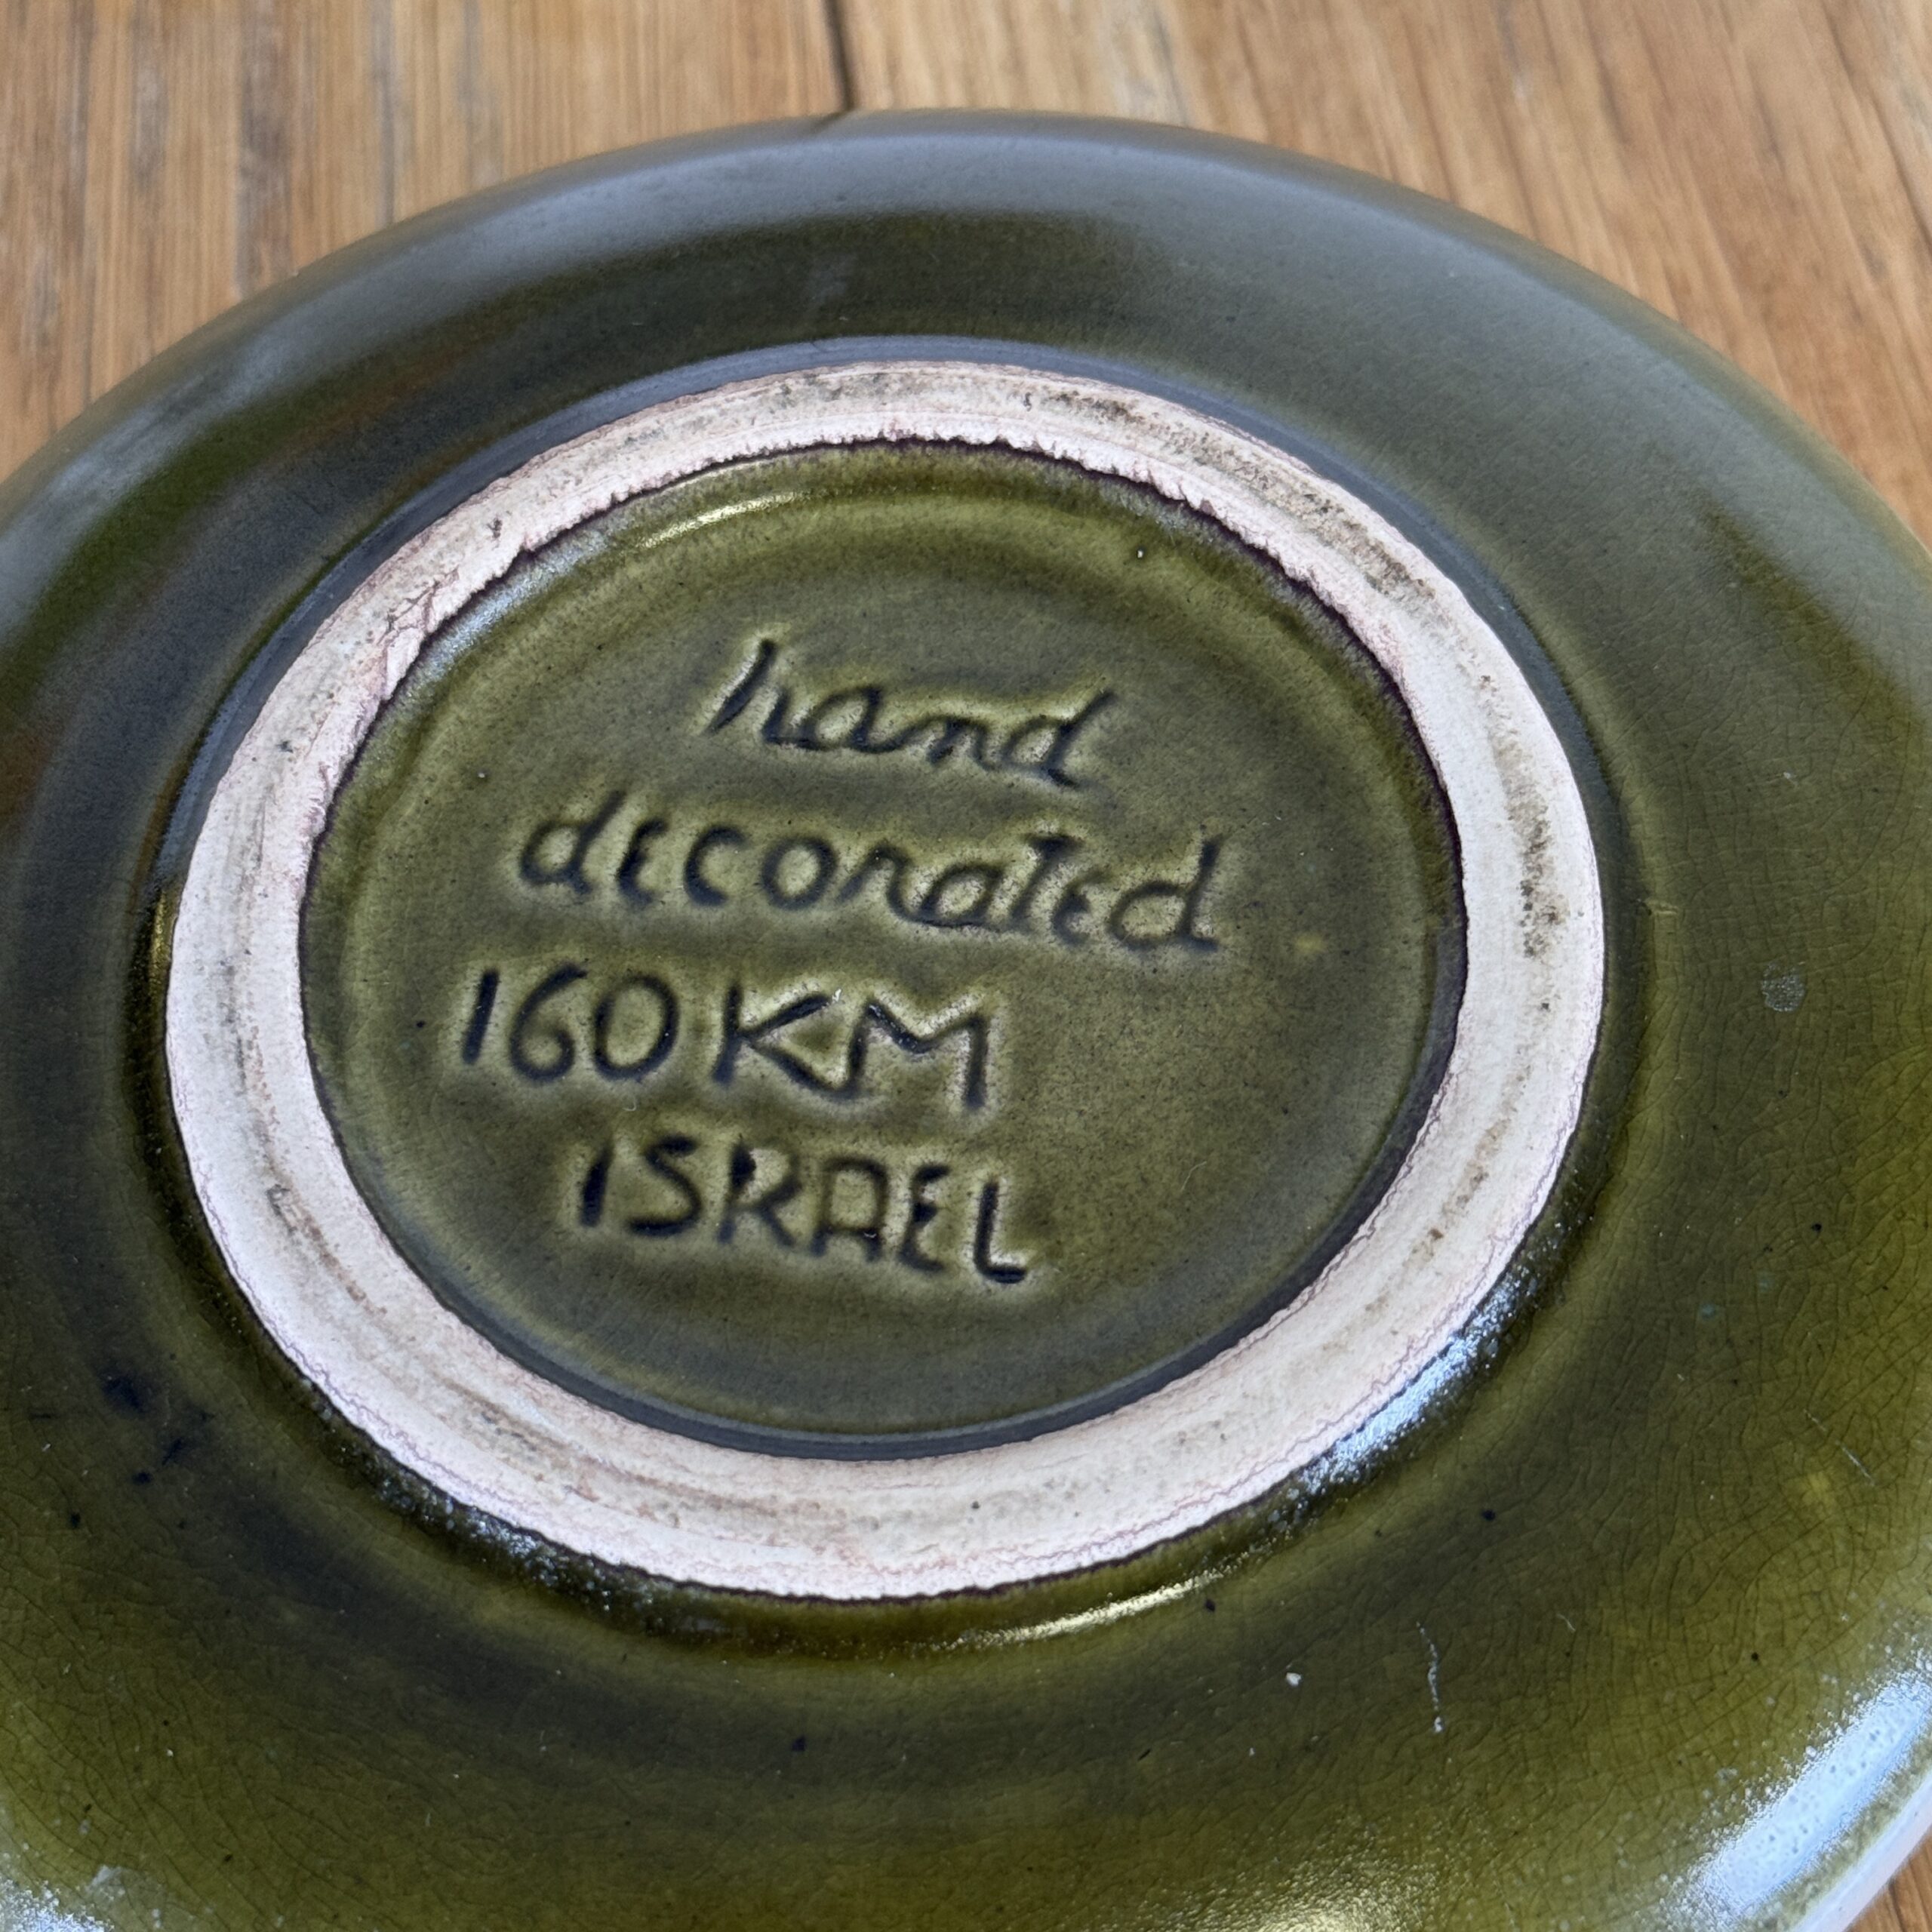 hand
decorated
160 KM
ISRAEL